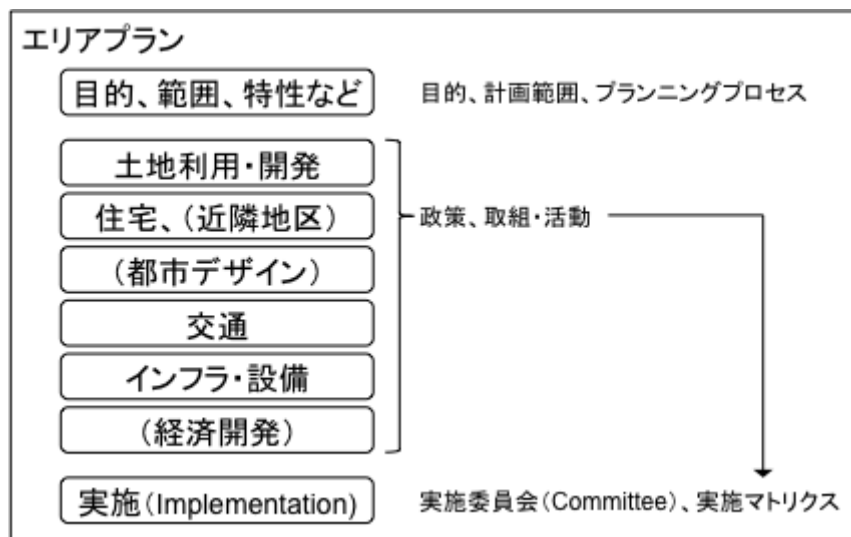 エリアプラン
目的、範囲、特性など
目的、計画範囲、プランニングプロセス
土地利用・開発
住宅、（近隣地区）
政策、取組・活動
（都市デザイン）
交通
インフラ・設備
（経済開発）
実施（Implementation)
実施委員会（Committee）、実施マトリクス